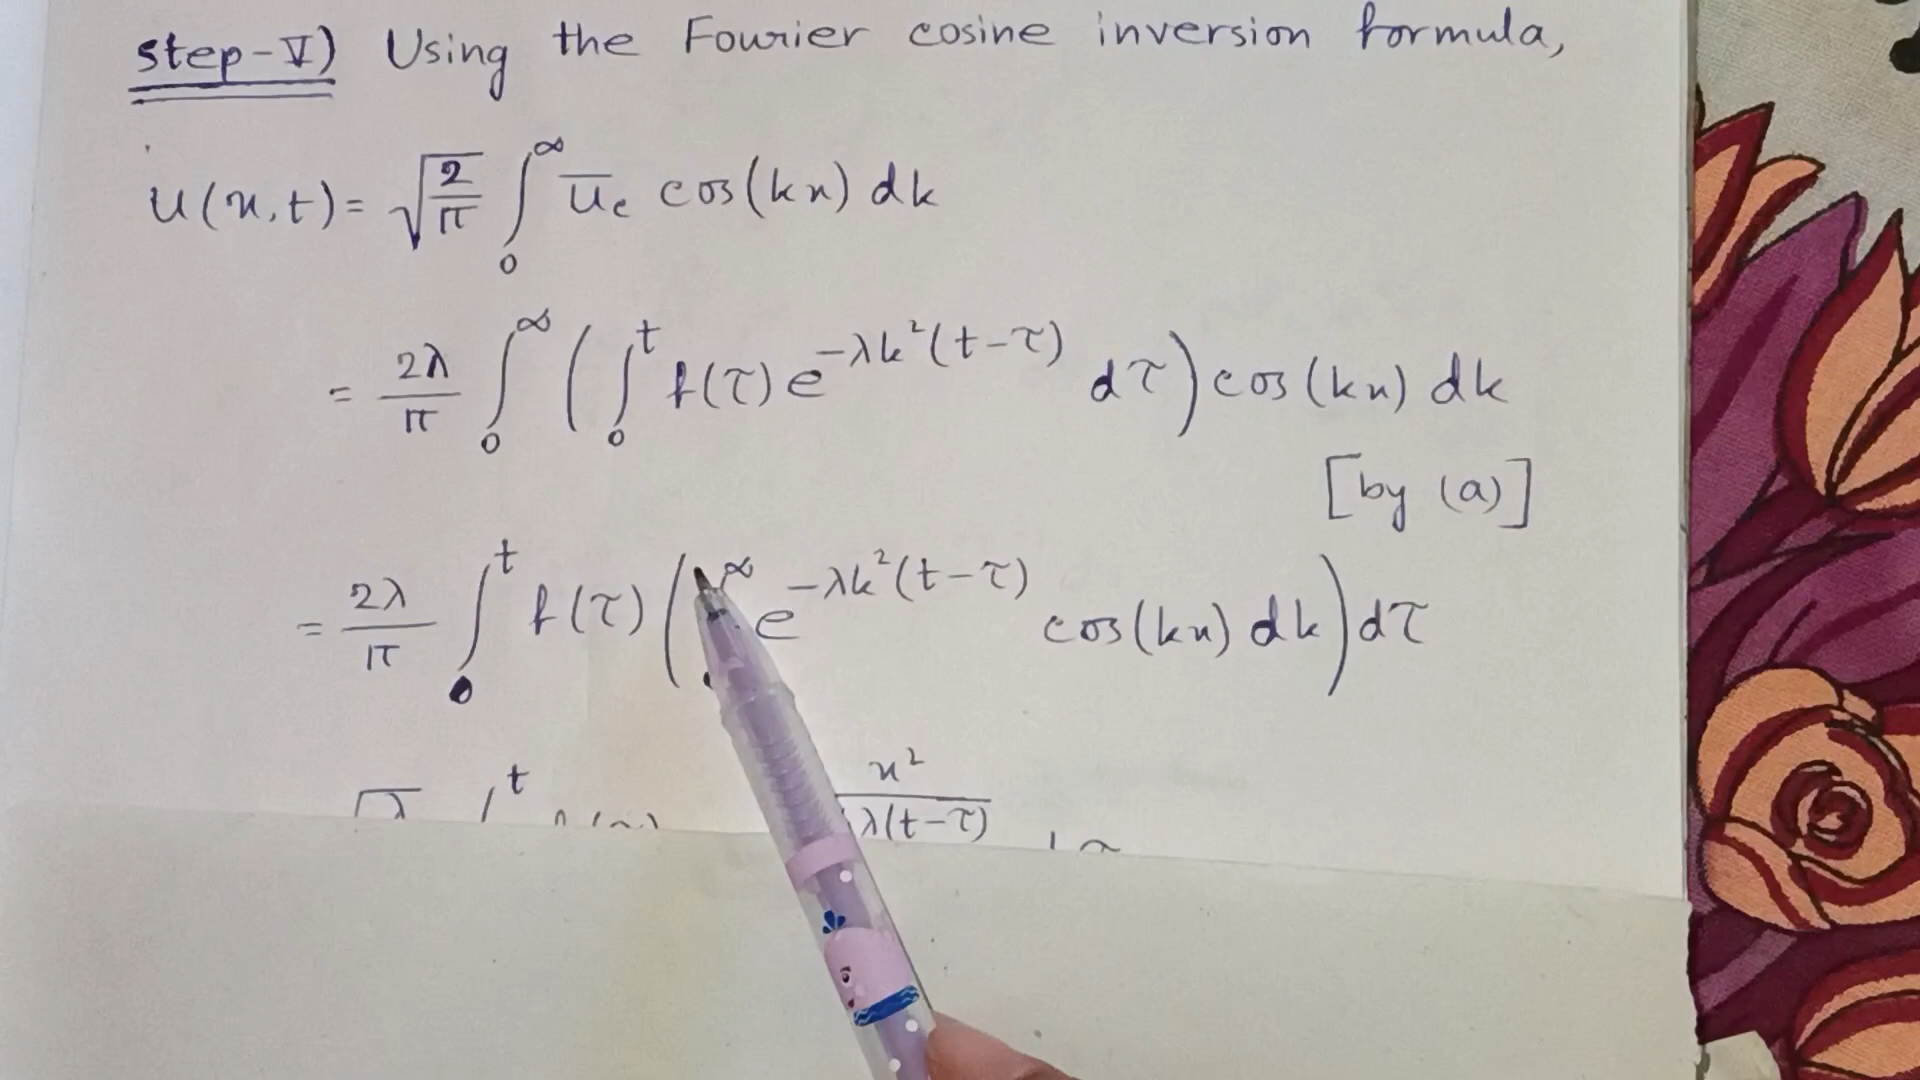 step-V) Using the Fourier cosine inversion formula,
u(x,t) = √(2/π) ∫₀^∞ ū_c cos(kx) dk
= 2λ/π ∫₀^∞ ( ∫₀^t f(τ) e^{-λk²(t-τ)} dτ ) cos(kx) dk
[by (a)]
= 2λ/π ∫₀^t f(τ) ( ^∞ e^{-λk²(t-τ)} cos(kx) dk ) dτ
t x²
λ(t-τ)